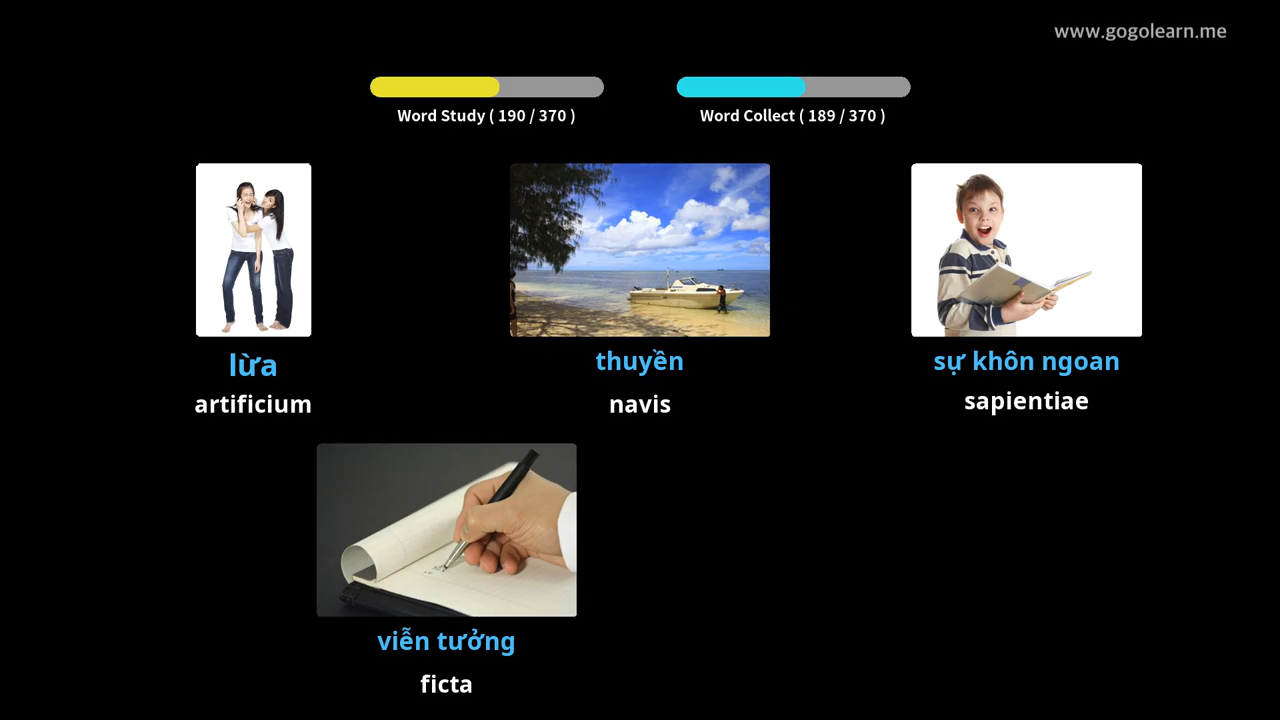 www.gogolearn.me
Word Study ( 190 / 370 )
Word Collect ( 189 / 370 )
lừa
artificium
thuyền
navis
sự khôn ngoan
sapientiae
viễn tưởng
ficta